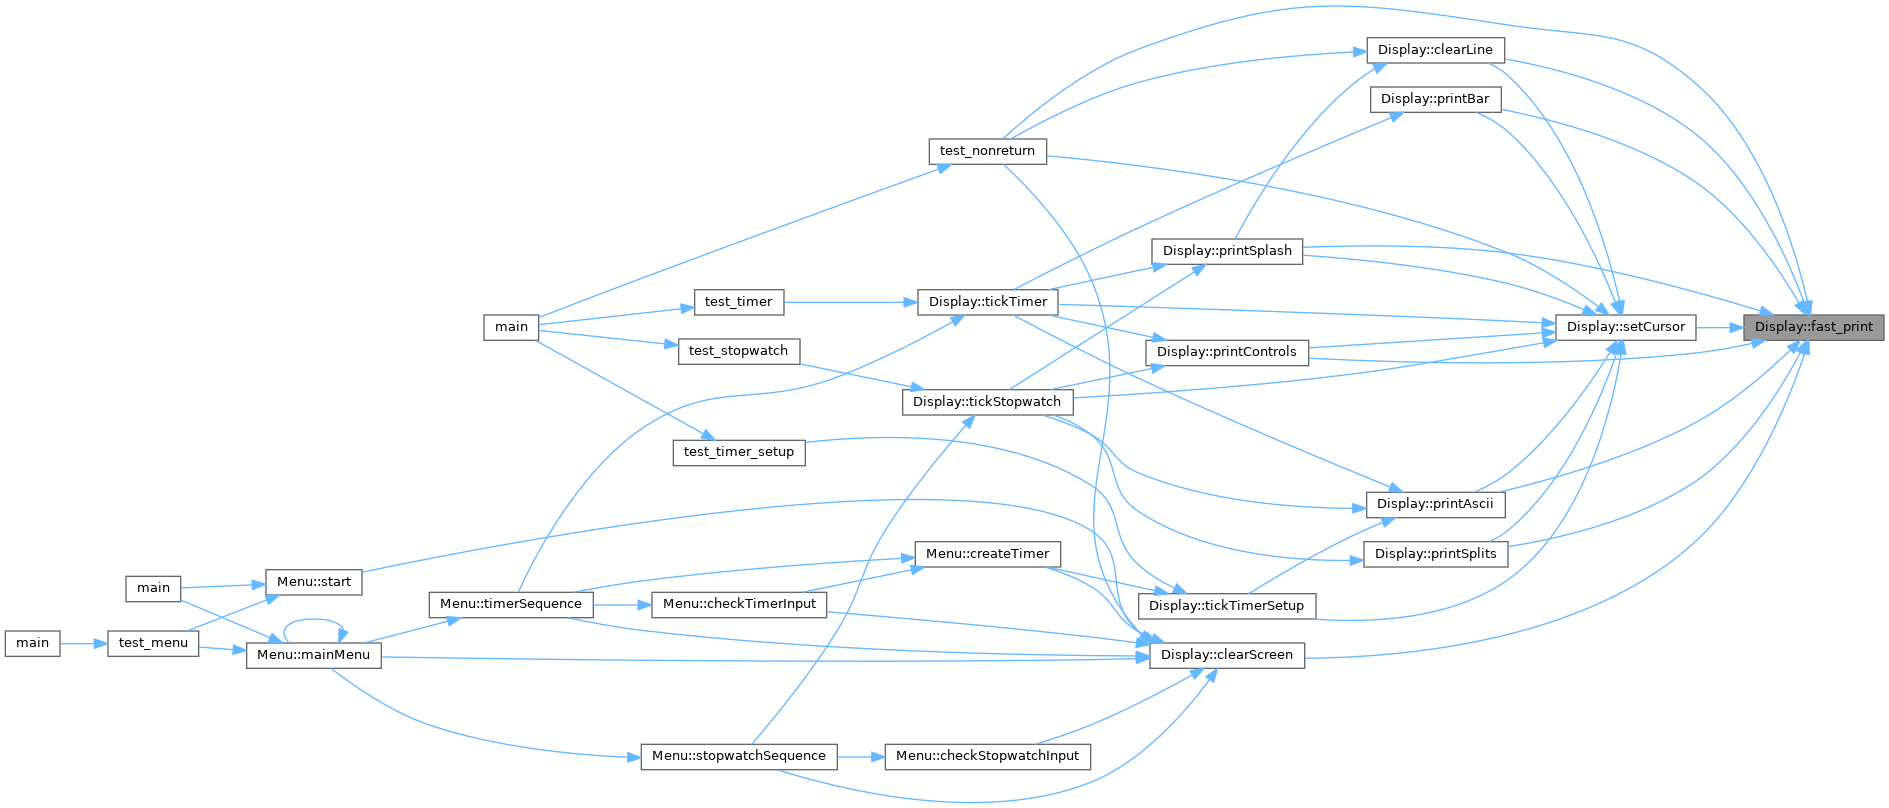 Display::clearLine
Display::printBar
test_nonreturn
Display::printSplash
test_timer
Display::tickTimer
main
Display::setCursor
Display::fast_print
test_stopwatch
Display::printControls
Display::tickStopwatch
test_timer_setup
Display::printAscii
Menu::createTimer
Display::printSplits
main
Menu::start
Menu::timerSequence
Menu::checkTimerInput
Display::tickTimerSetup
main
test_menu
Menu::mainMenu
Display::clearScreen
Menu::stopwatchSequence
Menu::checkStopwatchInput